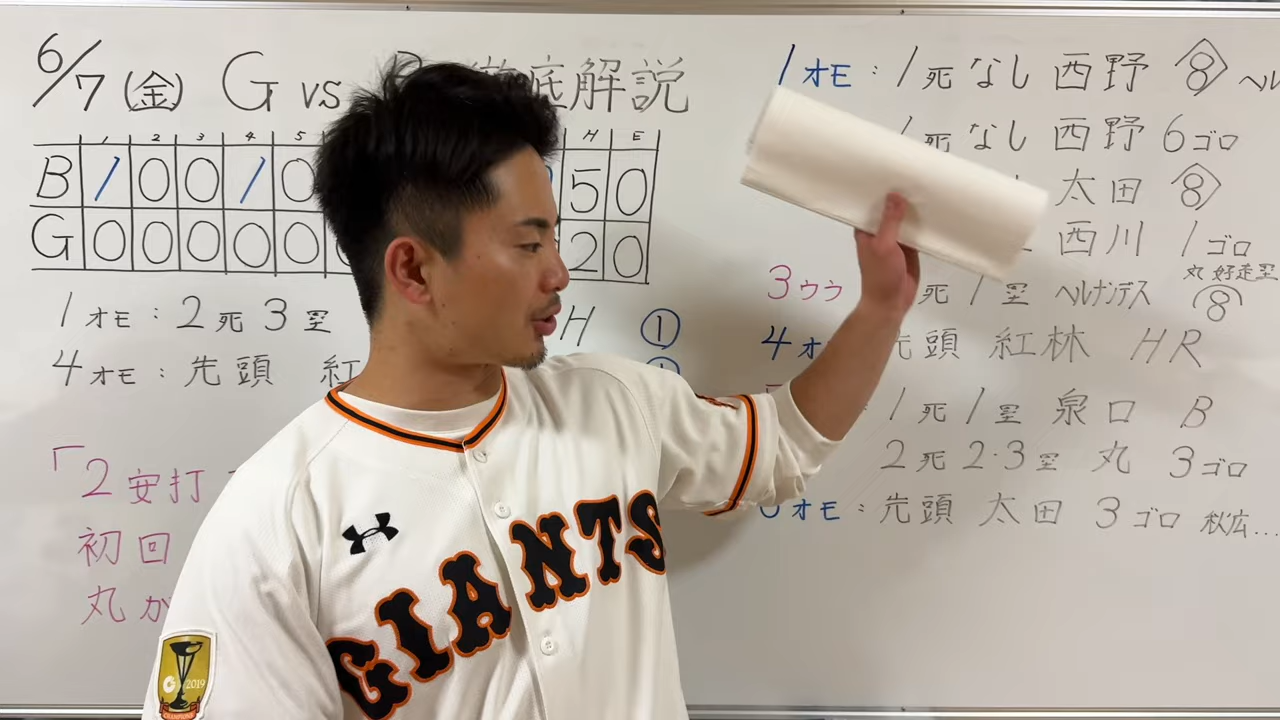 6/7(金) G vs 徹底解説
1 2 3 4 5 H E
B 1 0 0 1 0 5 0
G 0 0 0 0 0 2 0
1オモ：2死3塁 H ①
4オモ：先頭 紅
「2安打
初回
丸が
1オモ：1死なし 西野 ⑧ ヘル
1死なし 西野 6ゴロ
太田 ⑧
西川 1ゴロ
丸 好走塁
3ウラ 死1塁 ヘルナンデス ⑧
4オ 先頭 紅林 HR
1死1塁 泉口 B
2死2·3塁 丸 3ゴロ
オモ：先頭 太田 3ゴロ 秋広...
GIANTS
2019
CHAMPIONS